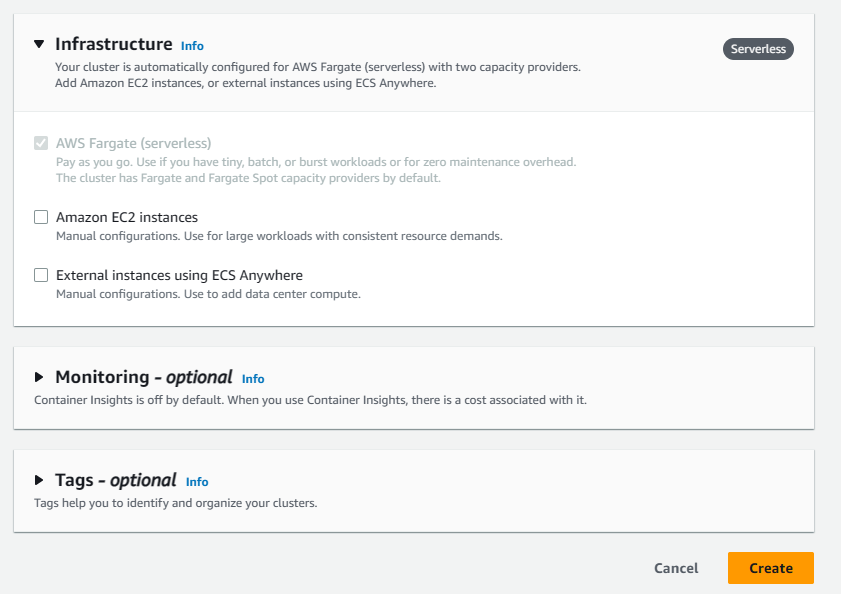 Infrastructure Info
Serverless
Your cluster is automatically configured for AWS Fargate (serverless) with two capacity providers.
Add Amazon EC2 instances, or external instances using ECS Anywhere.
AWS Fargate (serverless)
Pay as you go. Use if you have tiny, batch, or burst workloads or for zero maintenance overhead.
The cluster has Fargate and Fargate Spot capacity providers by default.
Amazon EC2 instances
Manual configurations. Use for large workloads with consistent resource demands.
External instances using ECS Anywhere
Manual configurations. Use to add data center compute.
Monitoring - optional Info
Container Insights is off by default. When you use Container Insights, there is a cost associated with it.
Tags - optional Info
Tags help you to identify and organize your clusters.
Cancel
Create